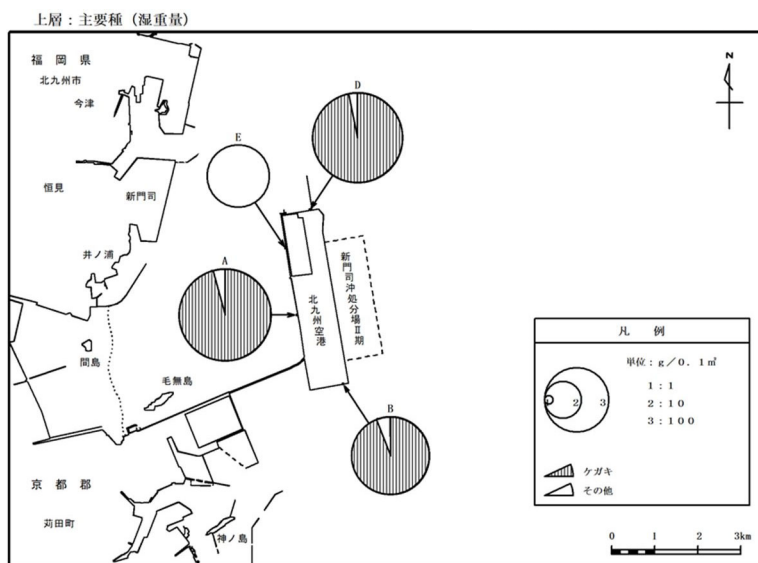 上層：主要種（湿重量）
福 岡 県
北九州市
今津
恒見
新門司
井ノ浦
間島
毛無島
京 都 郡
苅田町
神ノ島
E
D
A
B
北九州空港
新門司沖処分場Ⅱ期
N
凡 例
単位：g／0.1㎡
1：1
2：10
3：100
1 2 3
ケガキ
その他
0 1 2 3km